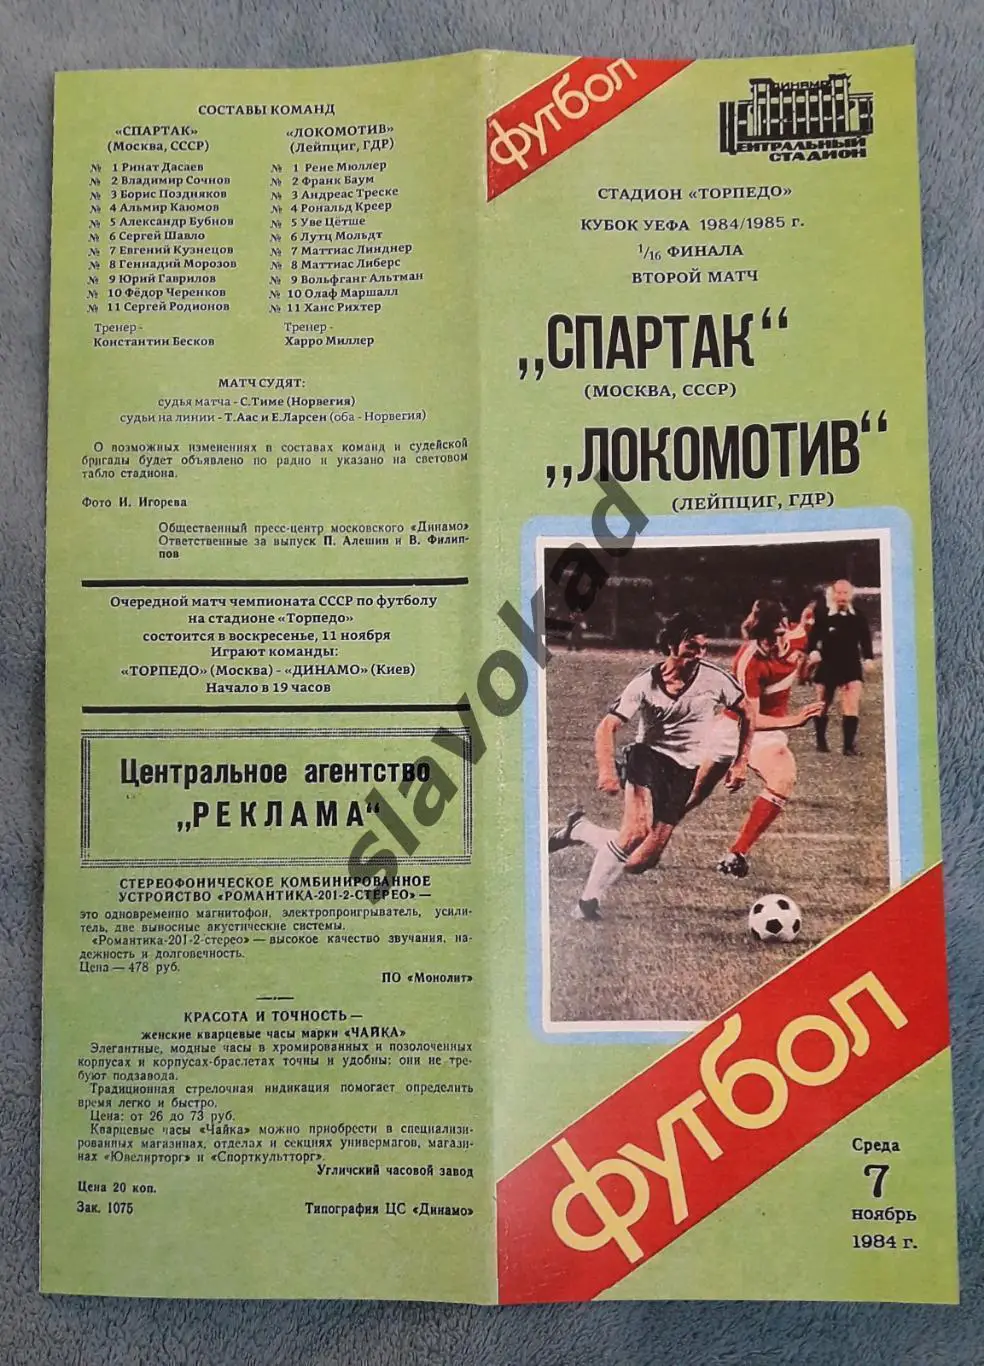 СОСТАВЫ КОМАНД
«СПАРТАК»
(Москва, СССР)
№ 1 Ринат Дасаев
№ 2 Владимир Сочнов
№ 3 Борис Поздняков
№ 4 Альмир Каюмов
№ 5 Александр Бубнов
№ 6 Сергей Шавло
№ 7 Евгений Кузнецов
№ 8 Геннадий Морозов
№ 9 Юрий Гаврилов
№ 10 Фёдор Черенков
№ 11 Сергей Родионов
Тренер -
Константин Бесков
«ЛОКОМОТИВ»
(Лейпциг, ГДР)
№ 1 Рене Мюллер
№ 2 Франк Баум
№ 3 Андреас Треске
№ 4 Рональд Креер
№ 5 Уве Цётше
№ 6 Лутц Мольдт
№ 7 Маттиас Линднер
№ 8 Маттиас Либерс
№ 9 Вольфганг Альтман
№ 10 Олаф Маршалл
№ 11 Ханс Рихтер
Тренер -
Харро Миллер
МАТЧ СУДЯТ:
судья матча - С.Тиме (Норвегия)
судьи на линии - Т.Аас и Е.Ларсен (оба - Норвегия)
О возможных изменениях в составах команд и судейской
бригады будет объявлено по радио и указано на световом
табло стадиона.
Фото И. Игорева
Общественный пресс-центр московского «Динамо»
Ответственные за выпуск П. Алешин и В. Филип-
пов
Очередной матч чемпионата СССР по футболу
на стадионе «Торпедо»
состоится в воскресенье, 11 ноября
Играют команды:
«ТОРПЕДО» (Москва) - «ДИНАМО» (Киев)
Начало в 19 часов
Центральное агентство
„РЕКЛАМА“
СТЕРЕОФОНИЧЕСКОЕ КОМБИНИРОВАННОЕ
УСТРОЙСТВО «РОМАНТИКА-201-2-СТЕРЕО» —
это одновременно магнитофон, электропроигрыватель, усили-
тель, две выносные акустические системы.
«Романтика-201-2-стерео» — высокое качество звучания, на-
дежность и долговечность.
Цена — 478 руб.
ПО «Монолит»
КРАСОТА И ТОЧНОСТЬ —
женские кварцевые часы марки «ЧАЙКА»
Элегантные, модные часы в хромированных и позолоченных
корпусах и корпусах-браслетах точны и удобны: они не тре-
буют подзавода.
Традиционная стрелочная индикация помогает определить
время легко и быстро.
Цена: от 26 до 73 руб.
Кварцевые часы «Чайка» можно приобрести в специализи-
рованных магазинах, отделах и секциях универмагов, магази-
нах «Ювелирторг» и «Спорткультторг».
Угличский часовой завод
Цена 20 коп.
Зак. 1075
Типография ЦС «Динамо»
футбол
ДИНАМО
ЦЕНТРАЛЬНЫЙ
СТАДИОН
СТАДИОН «ТОРПЕДО»
КУБОК УЕФА 1984/1985 г.
1/16 ФИНАЛА
ВТОРОЙ МАТЧ
„СПАРТАК“
(МОСКВА, СССР)
„ЛОКОМОТИВ“
(ЛЕЙПЦИГ, ГДР)
футбол
Среда
7
ноябрь
1984 г.
slavokad